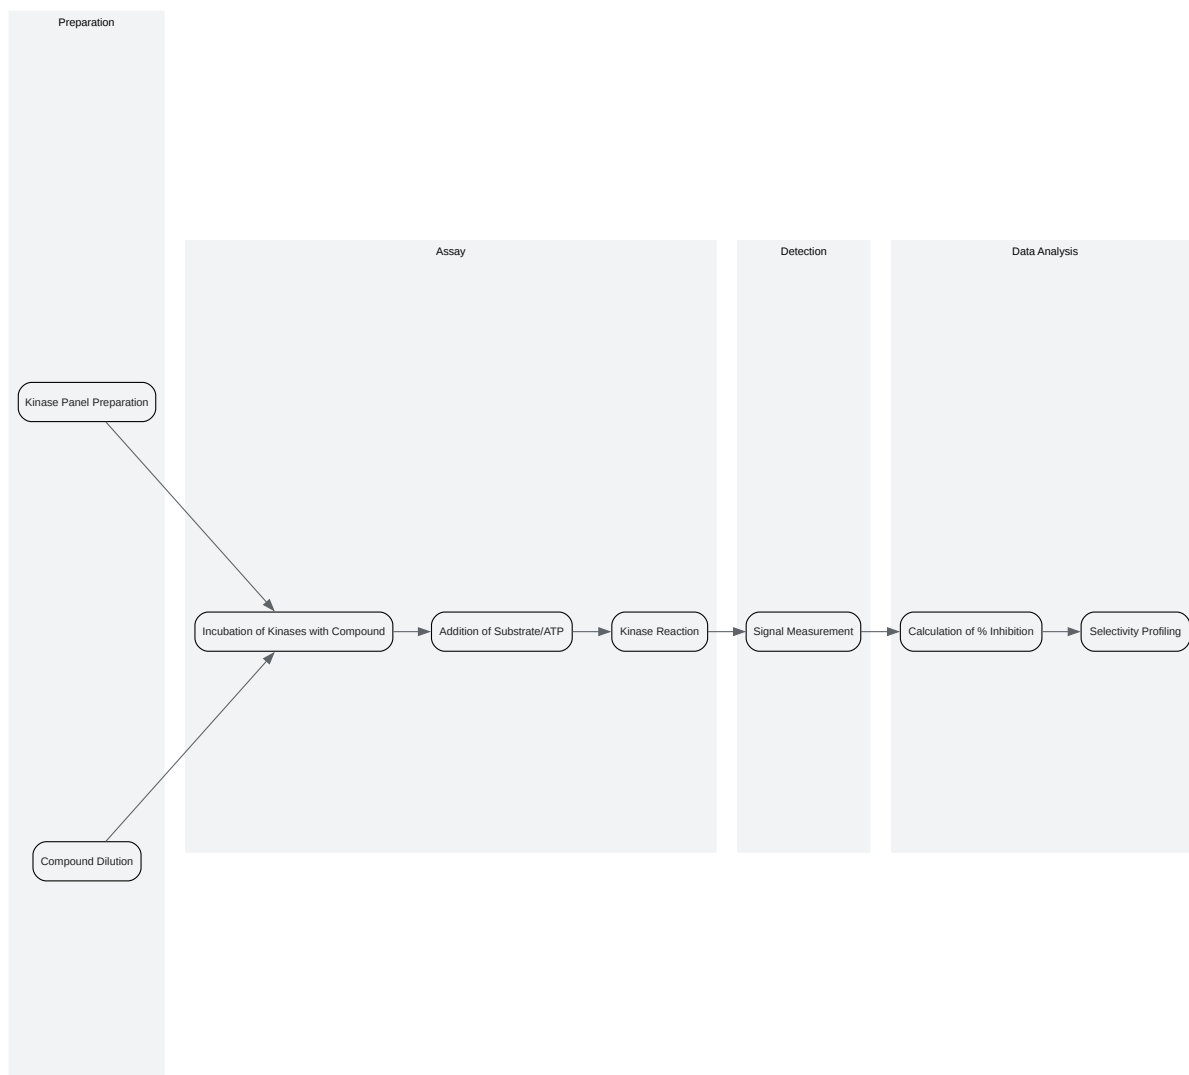 Preparation
Assay
Detection
Data Analysis
Kinase Panel Preparation
Incubation of Kinases with Compound
Addition of Substrate/ATP
Kinase Reaction
Signal Measurement
Calculation of % Inhibition
Selectivity Profiling
Compound Dilution